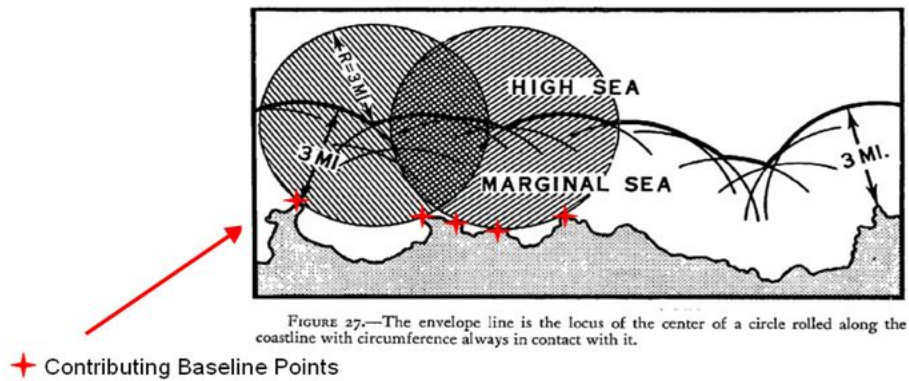 R=3 MI.
HIGH SEA
3 MI.
MARGINAL SEA
3 MI.
FIGURE 27.—The envelope line is the locus of the center of a circle rolled along the
coastline with circumference always in contact with it.
Contributing Baseline Points